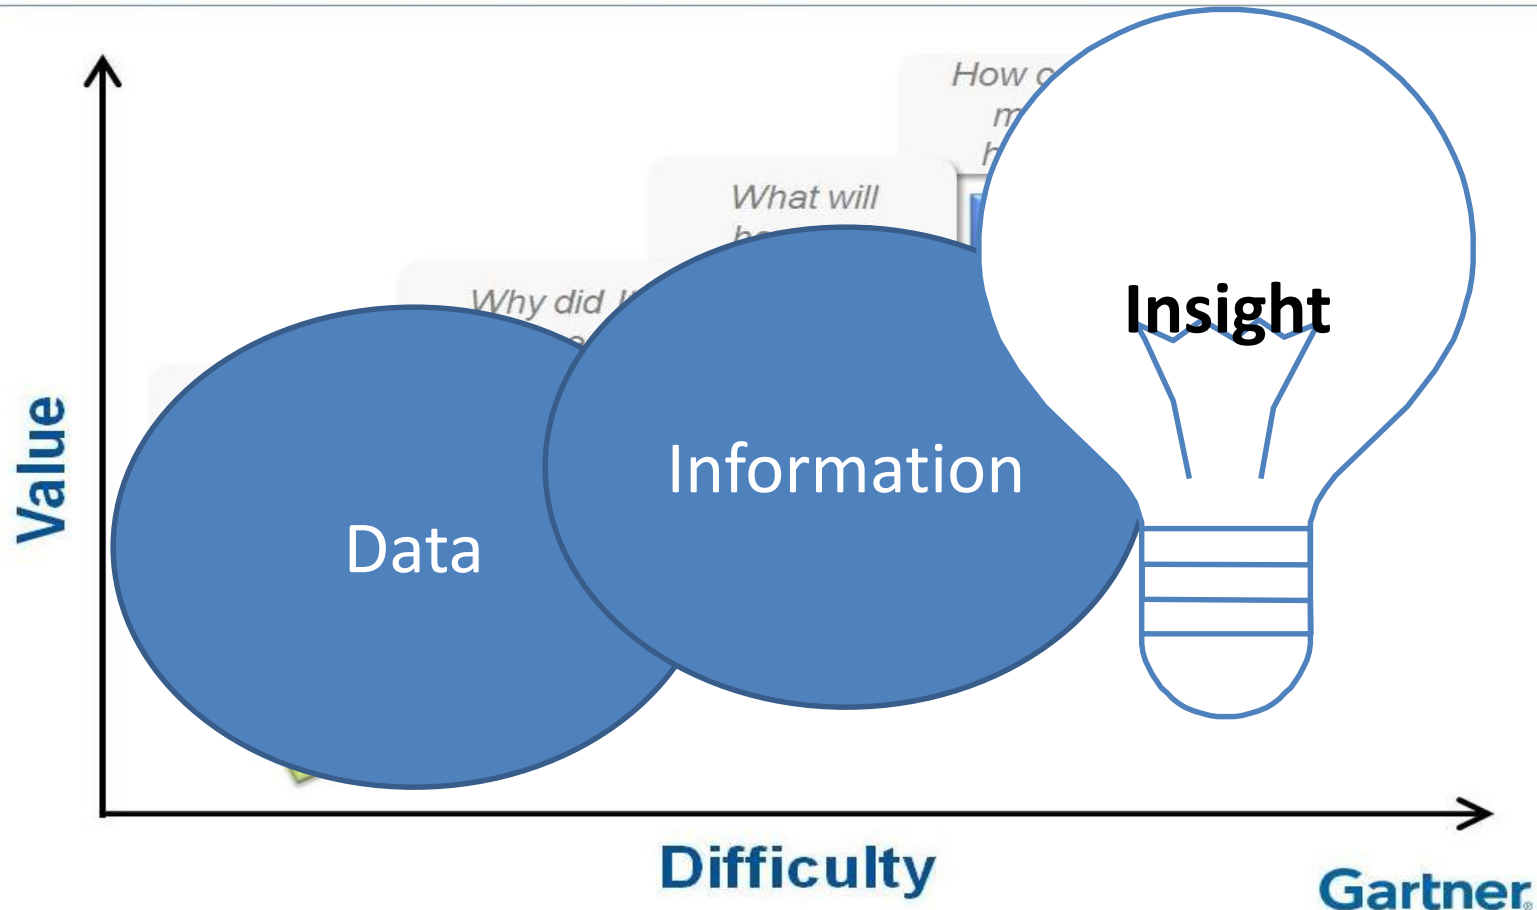 How
What will
Why did
Insight
Information
Data
Value
Difficulty
Gartner